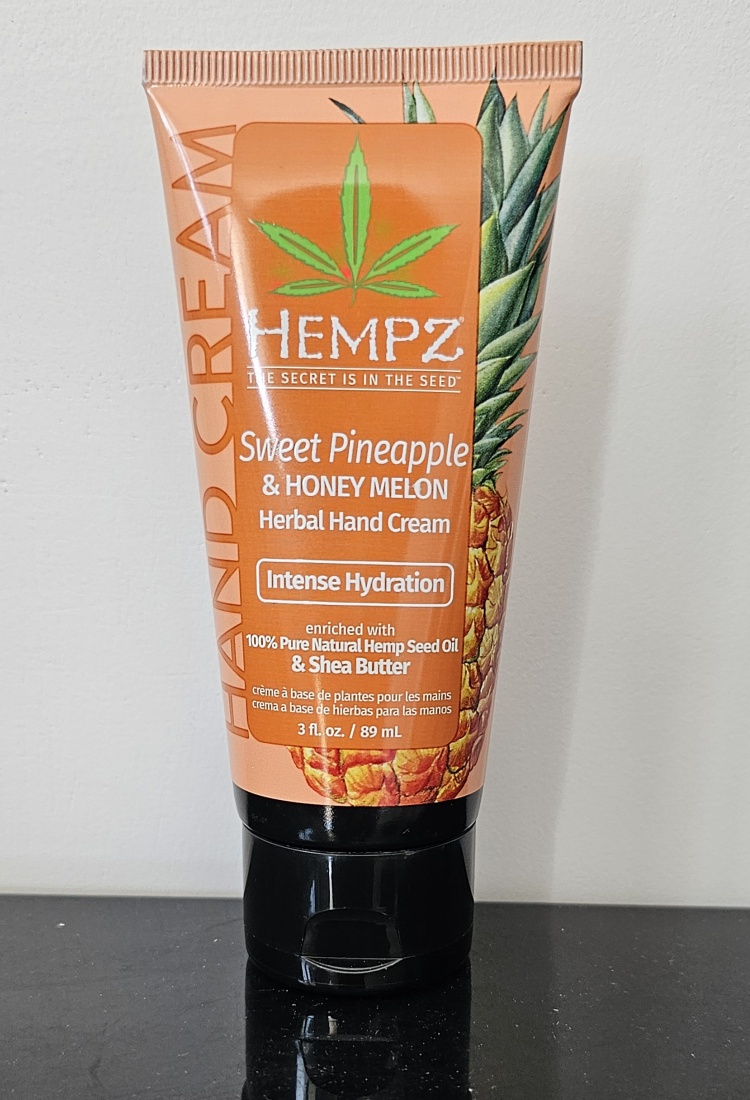 HAND CREAM
HEMPZ®
THE SECRET IS IN THE SEED™
Sweet Pineapple
& HONEY MELON
Herbal Hand Cream
Intense Hydration
enriched with
100% Pure Natural Hemp Seed Oil
& Shea Butter
crème à base de plantes pour les mains
crema a base de hierbas para las manos
3 fl. oz. / 89 mL